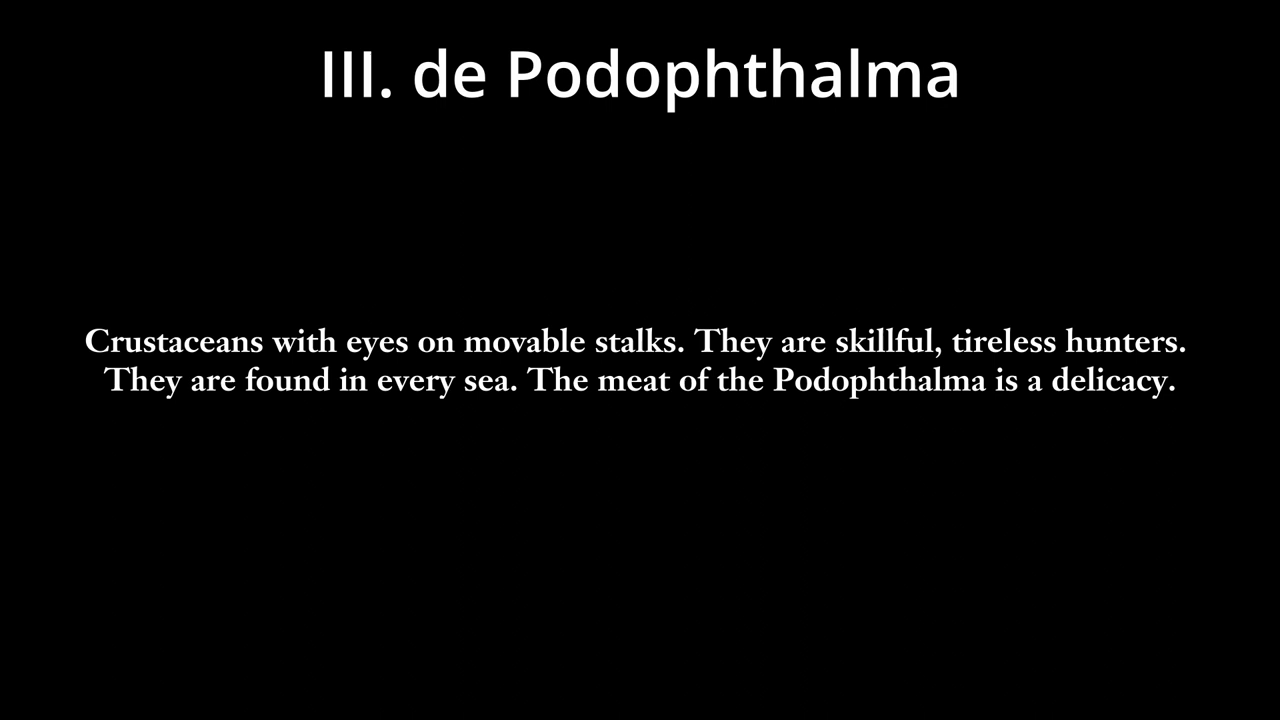 III. de Podophthalma
Crustaceans with eyes on movable stalks. They are skillful, tireless hunters.
They are found in every sea. The meat of the Podophthalma is a delicacy.